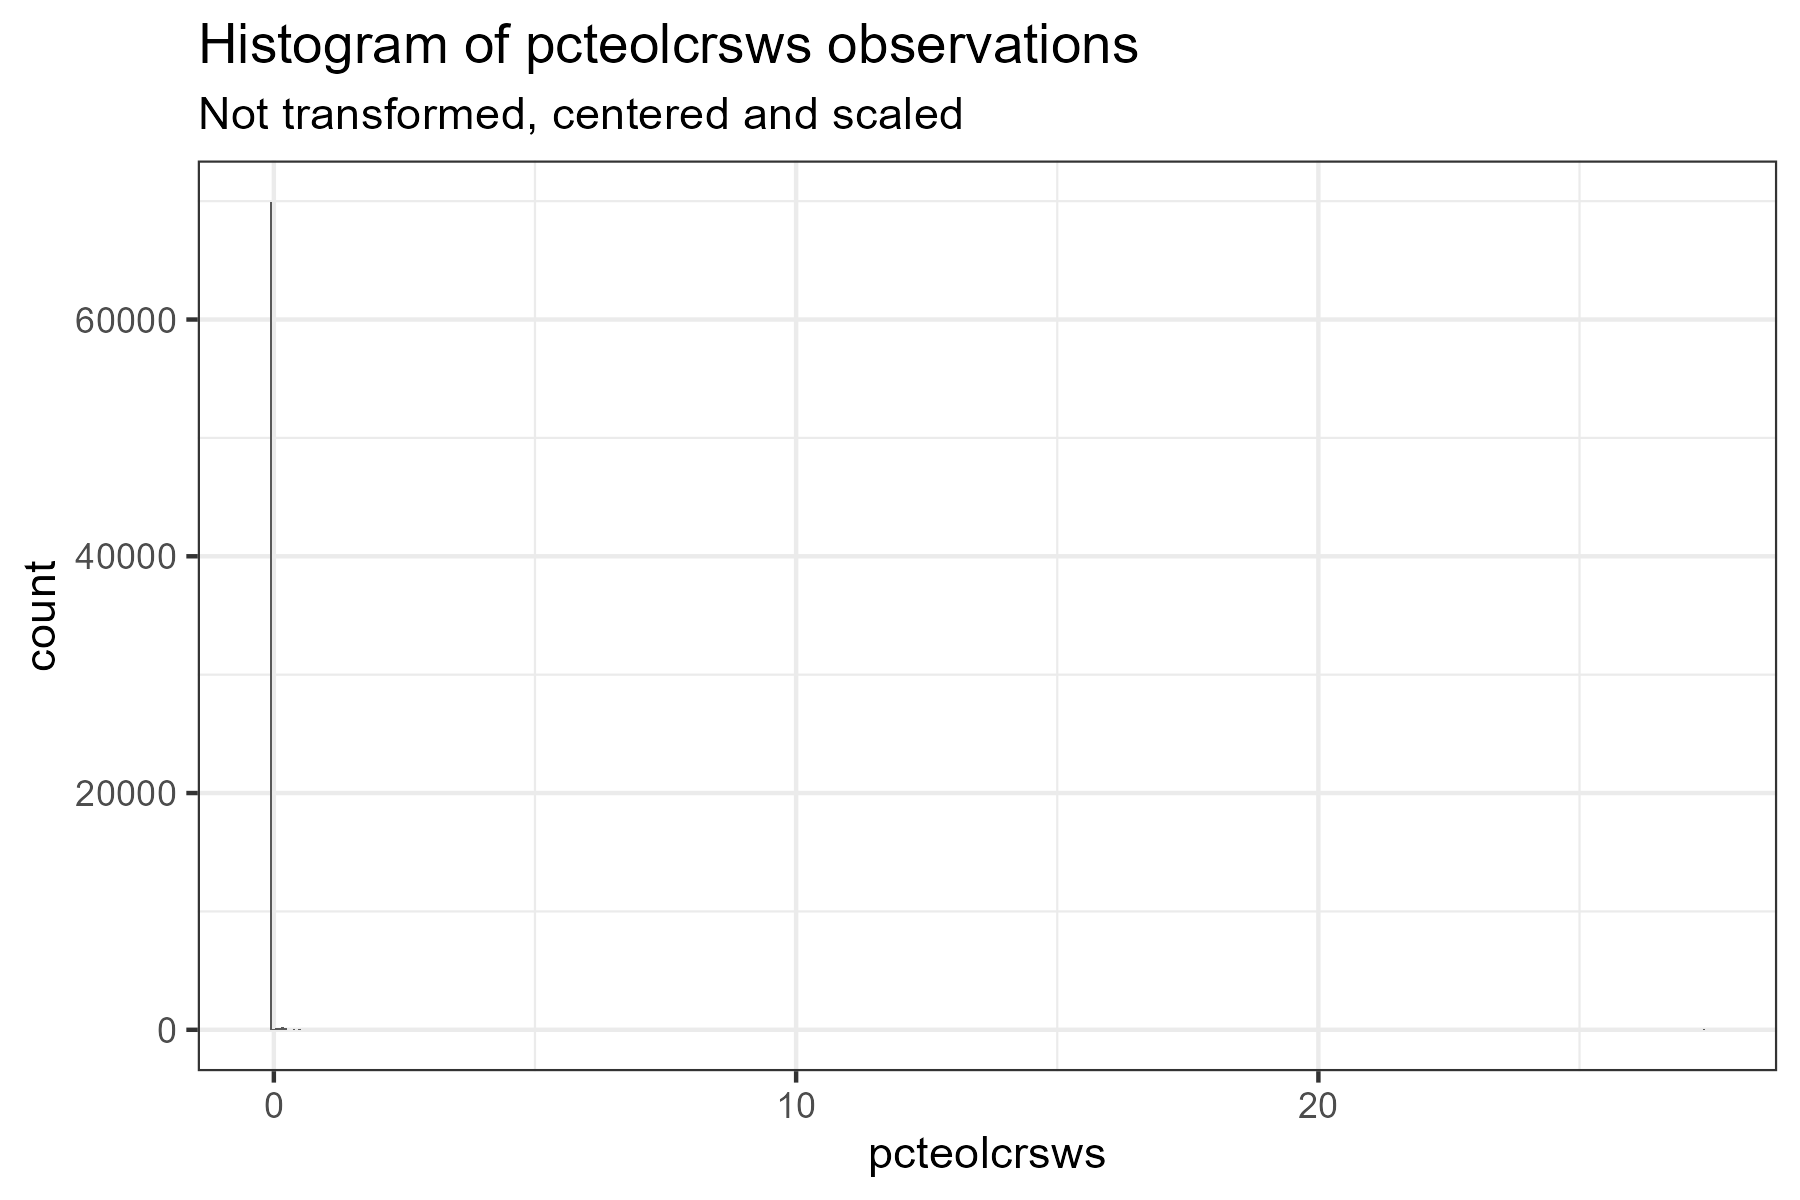 Histogram of pcteolcrsws observations
Not transformed, centered and scaled
count
60000
40000
20000
0
0 10 20
pcteolcrsws